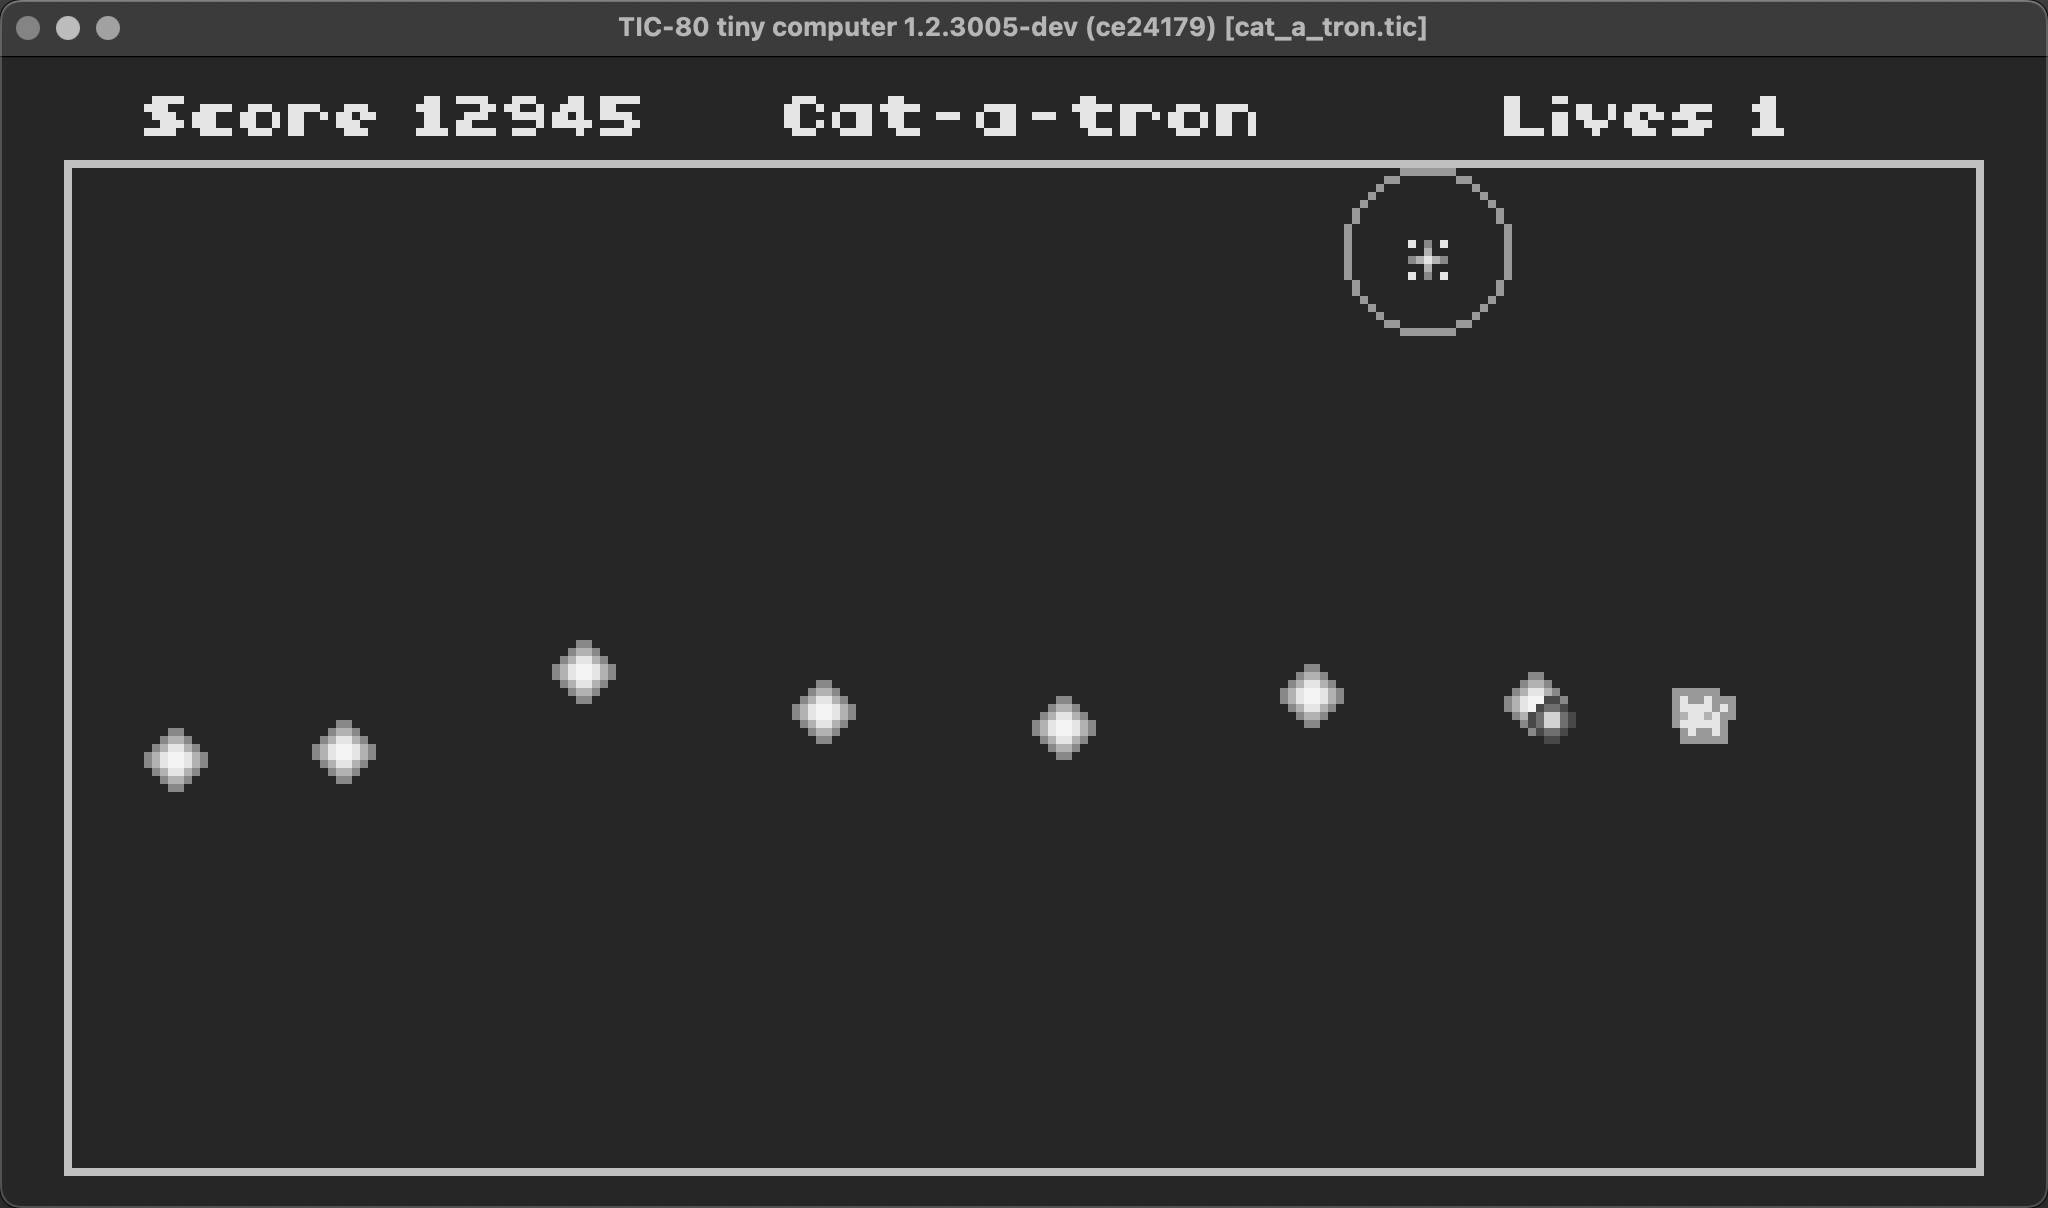 TIC-80 tiny computer 1.2.3005-dev (ce24179) [cat_a_tron.tic]
Score 12945 Cat-a-tron Lives 1